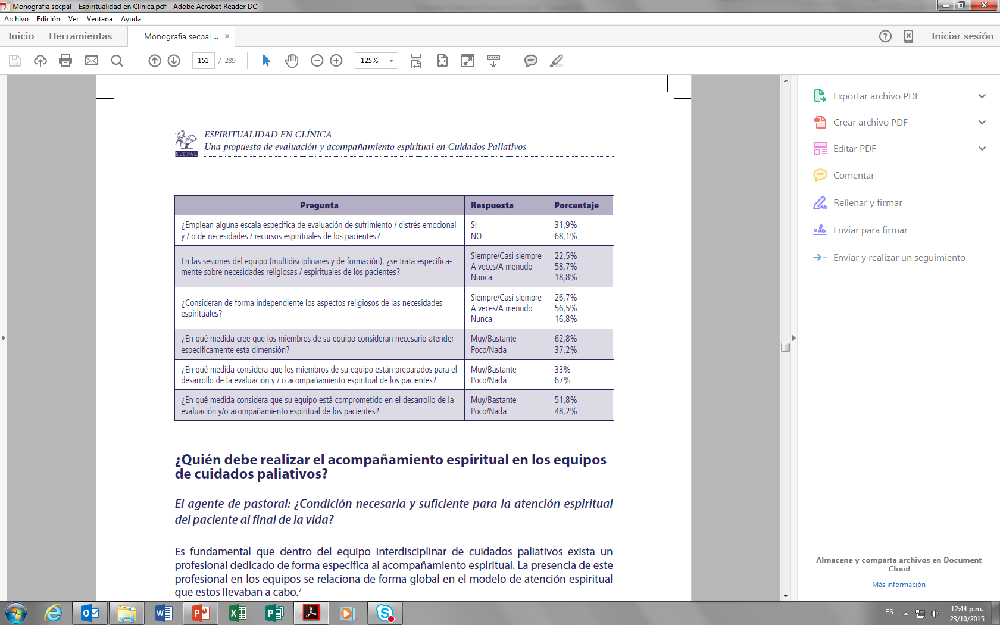 Monografia secpal - Espiritualidad en Clínica.pdf - Adobe Acrobat Reader DC
Archivo Edición Ver Ventana Ayuda
Inicio Herramientas Monografia secpal ... × Iniciar sesión
151 / 289 125%
ESPIRITUALIDAD EN CLÍNICA
Una propuesta de evaluación y acompañamiento espiritual en Cuidados Paliativos
SECPAL
Pregunta Respuesta Porcentaje
¿Emplean alguna escala especifica de evaluación de sufrimiento / distrés emocional SI 31,9%
y / o de necesidades / recursos espirituales de los pacientes? NO 68,1%
Siempre/Casi siempre 22,5%
En las sesiones del equipo (multidisciplinares y de formación), ¿se trata específica-
A veces/A menudo 58,7%
mente sobre necesidades religiosas / espirituales de los pacientes?
Nunca 18,8%
Siempre/Casi siempre 26,7%
¿Consideran de forma independiente los aspectos religiosos de las necesidades
A veces/A menudo 56,5%
espirituales?
Nunca 16,8%
¿En qué medida cree que los miembros de su equipo consideran necesario atender Muy/Bastante 62,8%
específicamente esta dimensión? Poco/Nada 37,2%
¿En qué medida considera que los miembros de su equipo están preparados para el Muy/Bastante 33%
desarrollo de la evaluación y / o acompañamiento espiritual de los pacientes? Poco/Nada 67%
¿En qué medida considera que su equipo está comprometido en el desarrollo de la Muy/Bastante 51,8%
evaluación y/o acompañamiento espiritual de los pacientes? Poco/Nada 48,2%
¿Quién debe realizar el acompañamiento espiritual en los equipos
de cuidados paliativos?
El agente de pastoral: ¿Condición necesaria y suficiente para la atención espiritual
del paciente al final de la vida?
Es fundamental que dentro del equipo interdisciplinar de cuidados paliativos exista un
profesional dedicado de forma específica al acompañamiento espiritual. La presencia de este
profesional en los equipos se relaciona de forma global en el modelo de atención espiritual
que estos llevaban a cabo.7
Exportar archivo PDF
Crear archivo PDF
Editar PDF
Comentar
Rellenar y firmar
Enviar para firmar
Enviar y realizar un seguimiento
Almacene y comparta archivos en Document
Cloud
Más información
ES
12:44 p.m.
23/10/2015